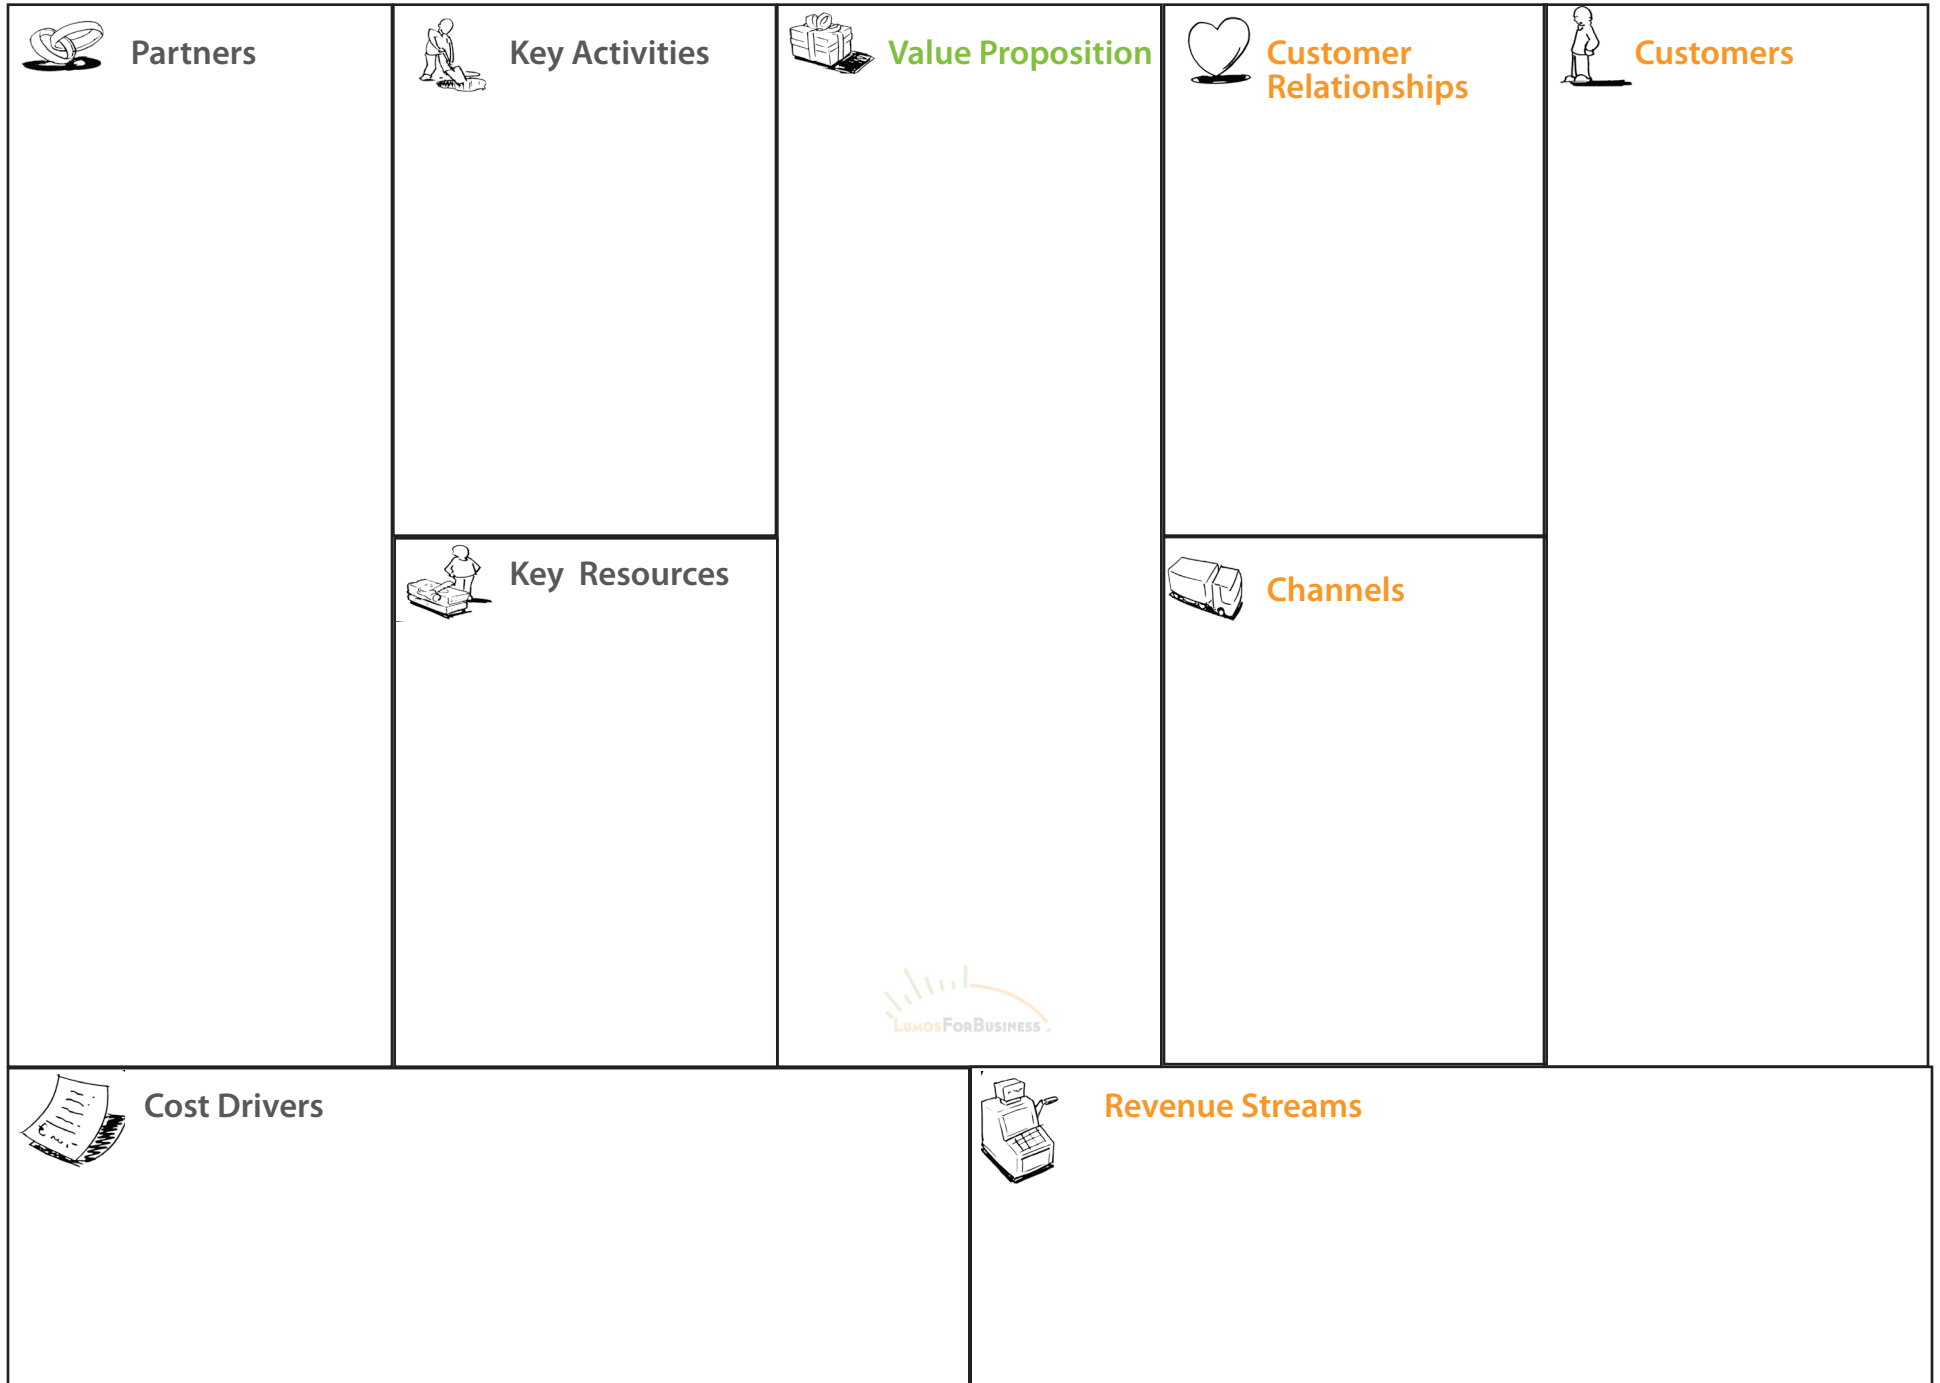 Partners
Key Activities
Value Proposition
Customer
Relationships
Customers
Key Resources
Channels
LumosForBusiness.
Cost Drivers
Revenue Streams